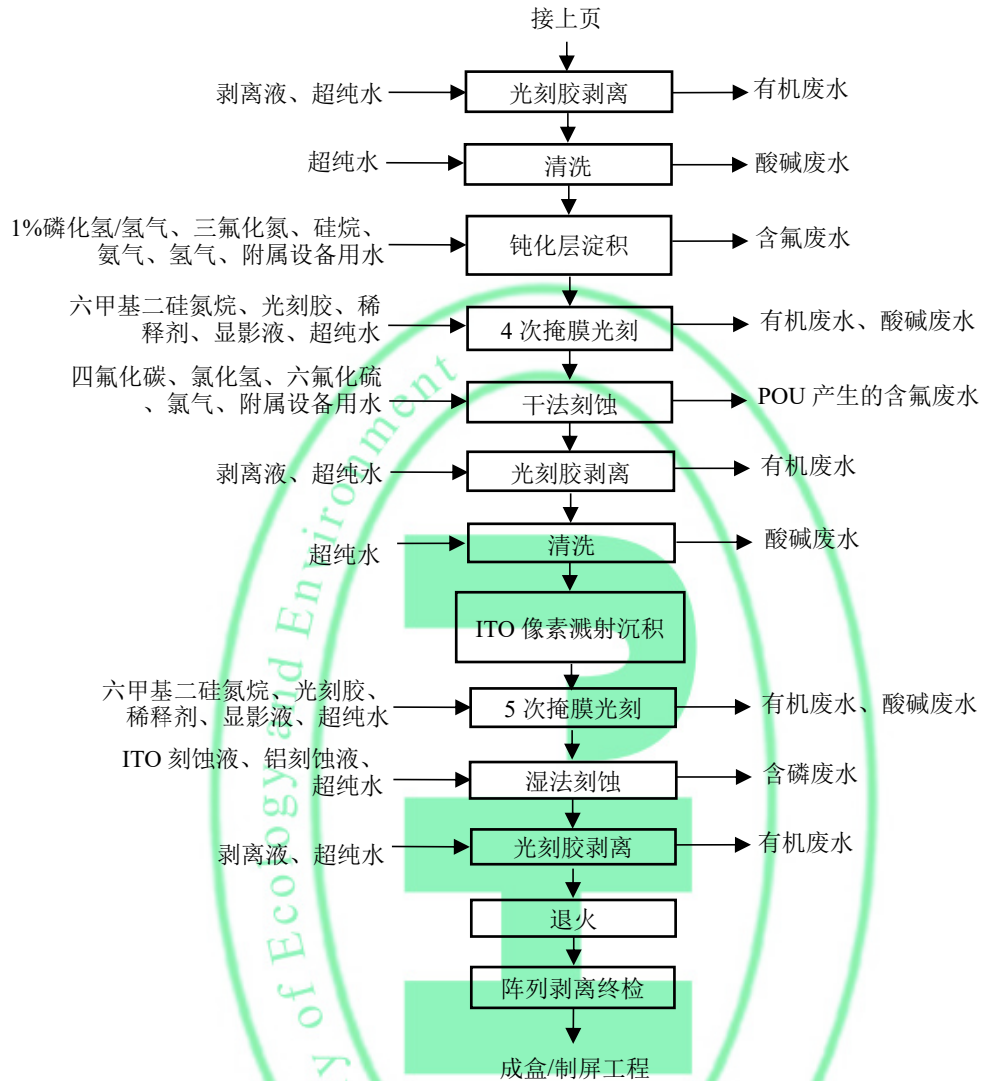 接上页
剥离液、超纯水
光刻胶剥离
有机废水
超纯水
清洗
酸碱废水
1%磷化氢/氢气、三氟化氮、硅烷、
氨气、氢气、附属设备用水
钝化层淀积
含氟废水
六甲基二硅氮烷、光刻胶、稀
释剂、显影液、超纯水
4 次掩膜光刻
有机废水、酸碱废水
四氟化碳、氯化氢、六氟化硫
、氯气、附属设备用水
干法刻蚀
POU 产生的含氟废水
剥离液、超纯水
光刻胶剥离
有机废水
超纯水
清洗
酸碱废水
ITO 像素溅射沉积
六甲基二硅氮烷、光刻胶、
稀释剂、显影液、超纯水
5 次掩膜光刻
有机废水、酸碱废水
ITO 刻蚀液、铝刻蚀液、
超纯水
湿法刻蚀
含磷废水
剥离液、超纯水
光刻胶剥离
有机废水
退火
阵列剥离终检
成盒/制屏工程
y of Ecology and Environment